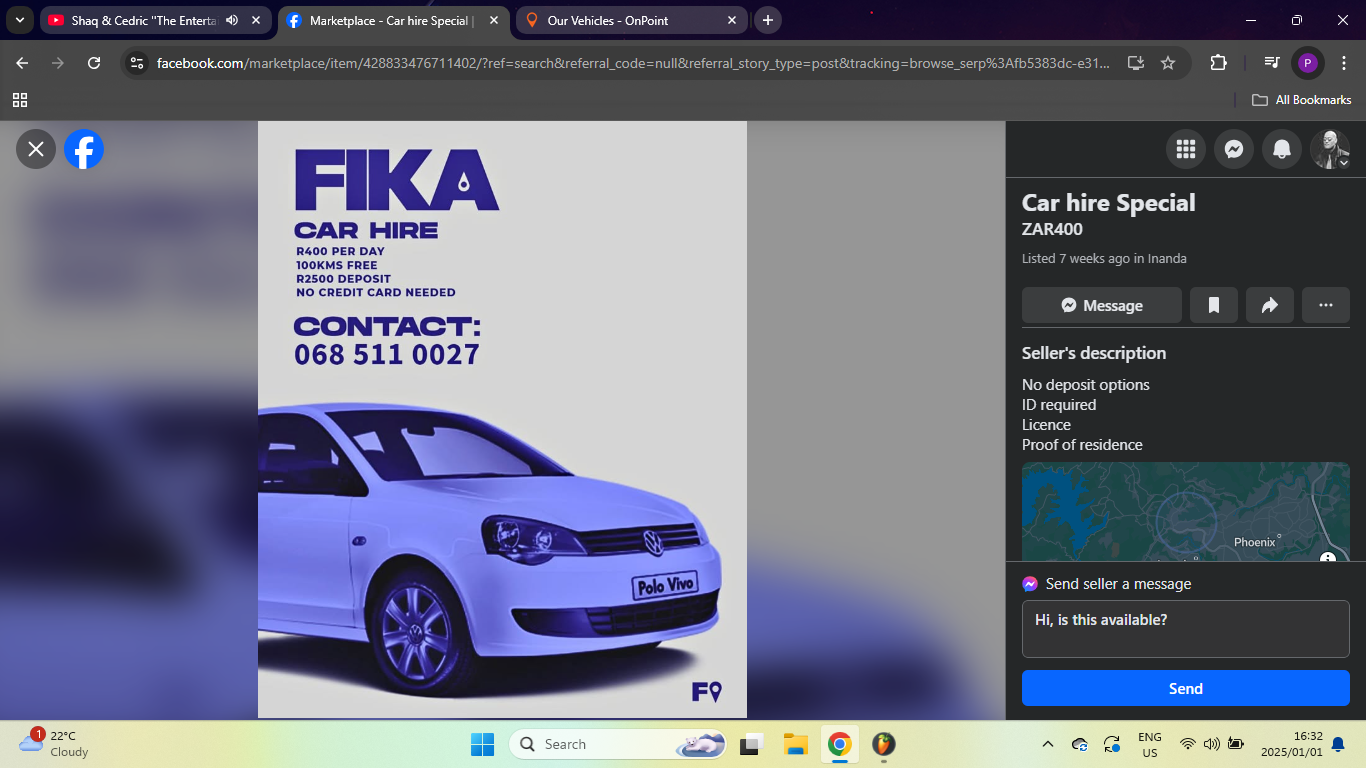 Shaq & Cedric "The Enterta
Marketplace - Car hire Special |
Our Vehicles - OnPoint
facebook.com/marketplace/item/428833476711402/?ref=search&referral_code=null&referral_story_type=post&tracking=browse_serp%3Afb5383dc-e31...
P
All Bookmarks
FIKA
CAR HIRE
R400 PER DAY
100KMS FREE
R2500 DEPOSIT
NO CREDIT CARD NEEDED
CONTACT:
068 511 0027
Polo Vivo
F
Car hire Special
ZAR400
Listed 7 weeks ago in Inanda
Message
Seller's description
No deposit options
ID required
Licence
Proof of residence
Phoenix
Send seller a message
Hi, is this available?
Send
1
22°C
Cloudy
Search
ENG
US
16:32
2025/01/01